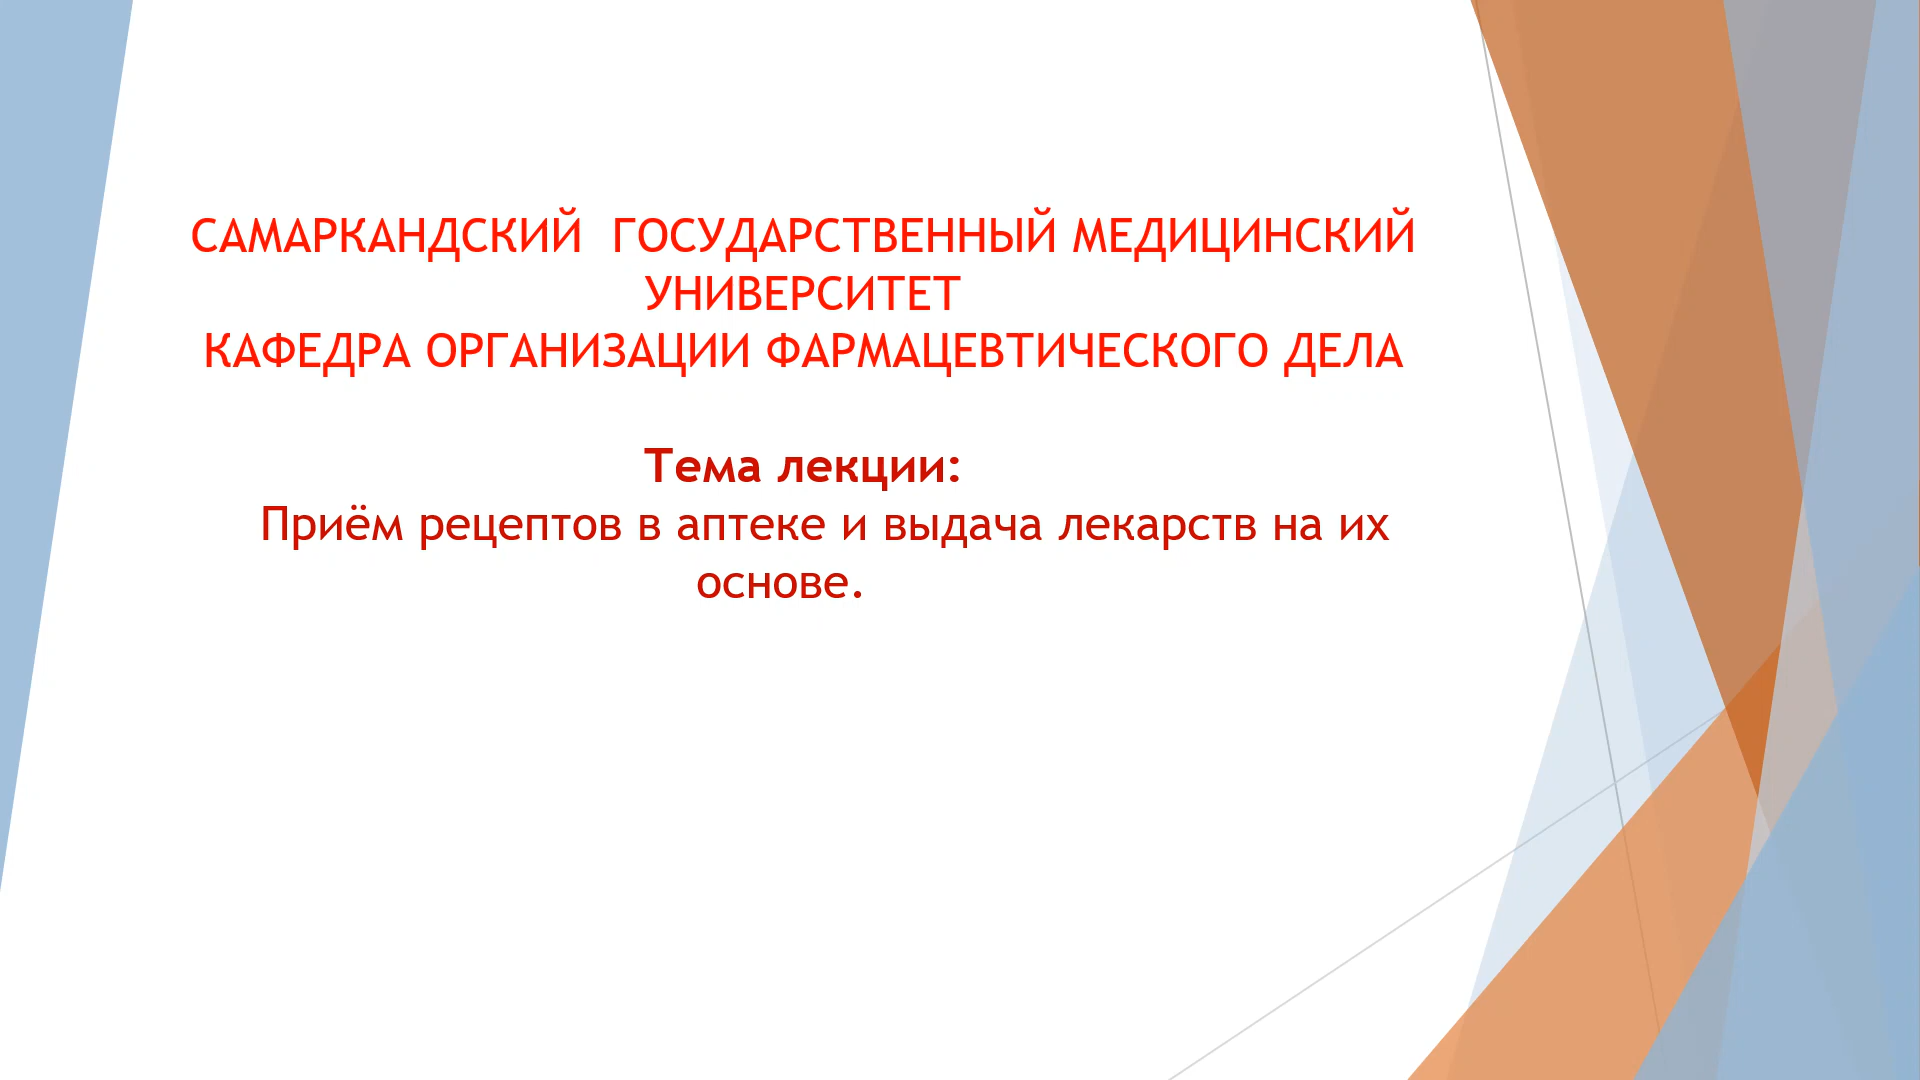 САМАРКАНДСКИЙ  ГОСУДАРСТВЕННЫЙ МЕДИЦИНСКИЙ
УНИВЕРСИТЕТ
КАФЕДРА ОРГАНИЗАЦИИ ФАРМАЦЕВТИЧЕСКОГО ДЕЛА
Тема лекции:
Приём рецептов в аптеке и выдача лекарств на их
основе.